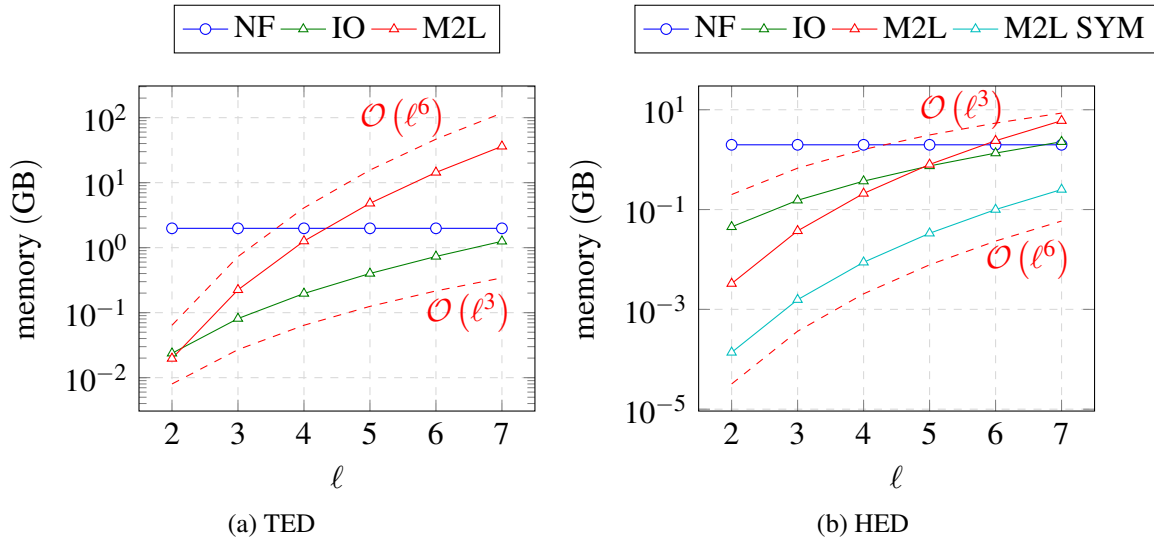 NF IO M2L
10² 10¹ 10⁰ 10⁻¹ 10⁻²
memory (GB)
𝒪 (ℓ⁶)
𝒪 (ℓ³)
2 3 4 5 6 7
ℓ
(a) TED
NF IO M2L M2L SYM
10¹ 10⁻¹ 10⁻³ 10⁻⁵
memory (GB)
𝒪 (ℓ³)
𝒪 (ℓ⁶)
2 3 4 5 6 7
ℓ
(b) HED